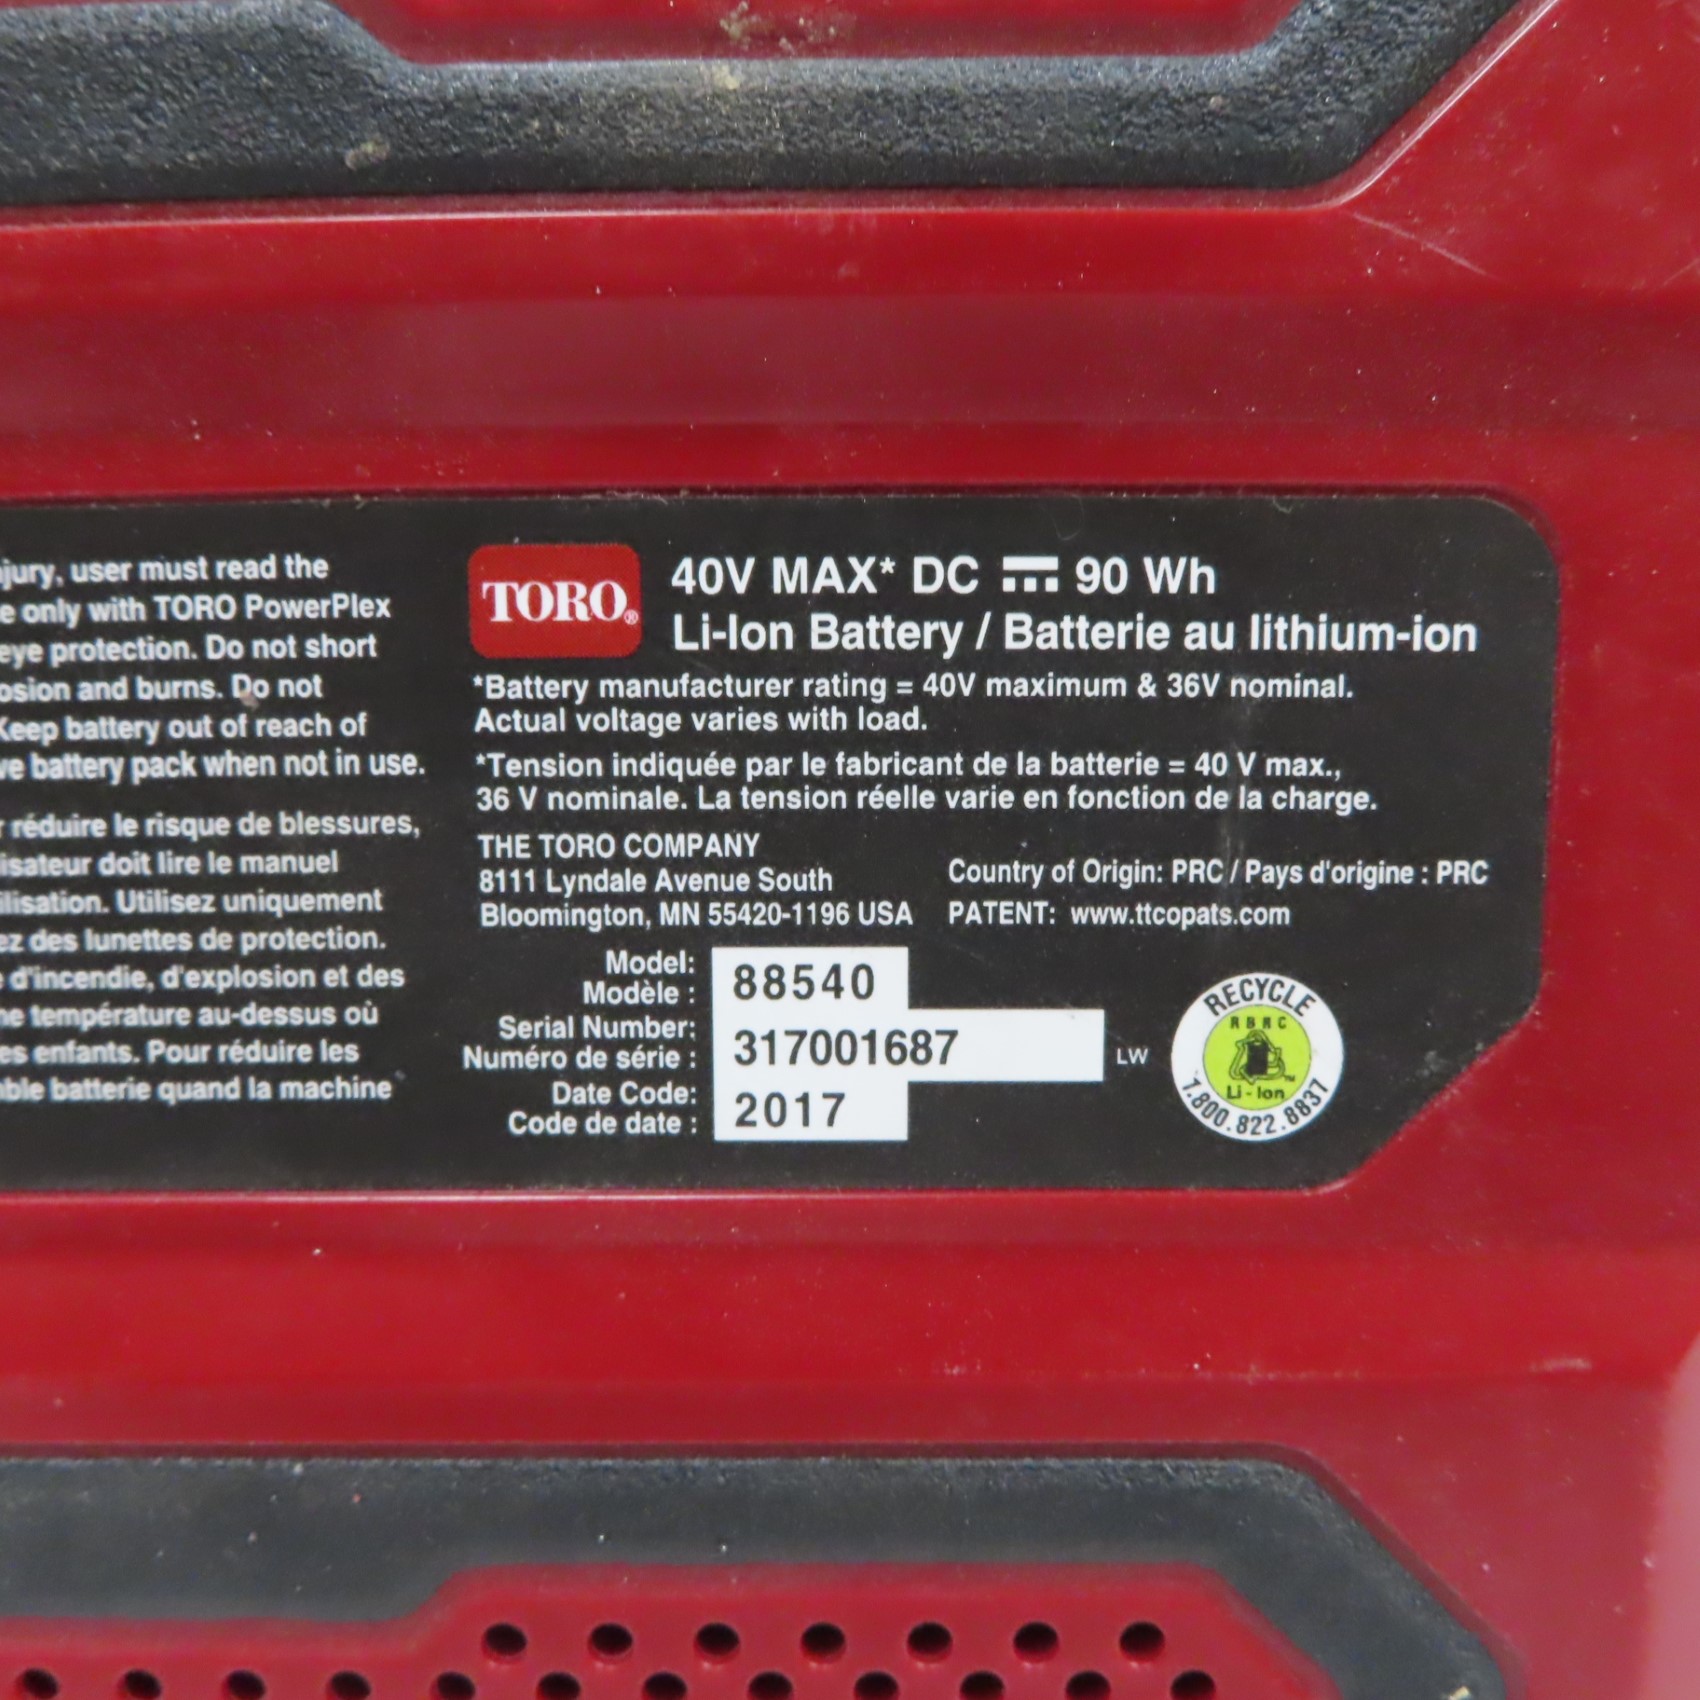 jury, user must read the
e only with TORO PowerPlex
eye protection. Do not short
osion and burns. Do not
Keep battery out of reach of
ve battery pack when not in use.
r réduire le risque de blessures,
isateur doit lire le manuel
ilisation. Utilisez uniquement
ez des lunettes de protection.
e d'incendie, d'explosion et des
ne température au-dessus où
es enfants. Pour réduire les
ble batterie quand la machine
TORO®
40V MAX* DC 90 Wh
Li-Ion Battery / Batterie au lithium-ion
*Battery manufacturer rating = 40V maximum & 36V nominal.
Actual voltage varies with load.
*Tension indiquée par le fabricant de la batterie = 40 V max.,
36 V nominale. La tension réelle varie en fonction de la charge.
THE TORO COMPANY
8111 Lyndale Avenue South
Bloomington, MN 55420-1196 USA
Country of Origin: PRC / Pays d'origine : PRC
PATENT: www.ttcopats.com
Model: 88540
Modèle :
Serial Number: 317001687
Numéro de série :
Date Code: 2017
Code de date :
LW
RECYCLE
RBRC
Li-Ion
1.800.822.8837